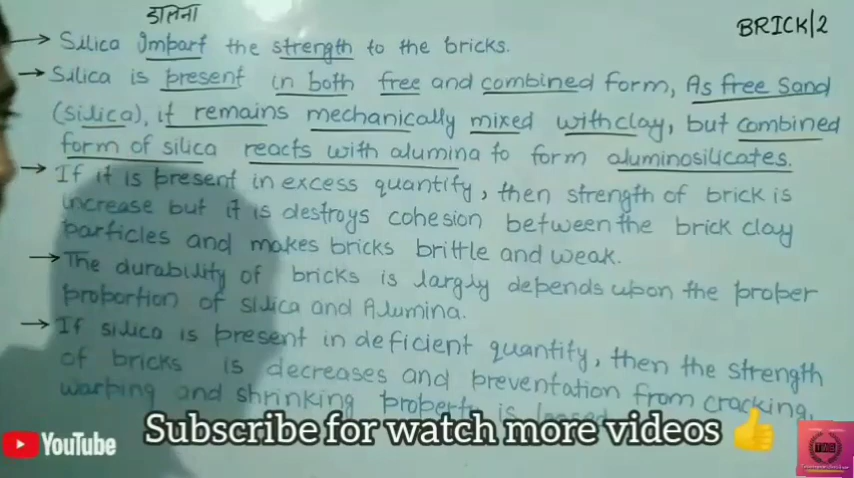 डालना
BRICK/2
→ Silica Impart the strength to the bricks.
→ Silica is present in both free and combined form, As free Sand
(silica), it remains mechanically mixed with clay, but combined
form of silica reacts with alumina to form aluminosilicates.
→ If it is present in excess quantity, then strength of brick is
increase but it is destroys cohesion between the brick clay
particles and makes bricks brittle and weak.
→ The durability of bricks is largly depends upon the proper
proportion of silica and Alumina.
→ If silica is present in deficient quantity, then the strength
of bricks is decreases and preventation from cracking,
warping and shrinking property is
Subscribe for watch more videos
YouTube